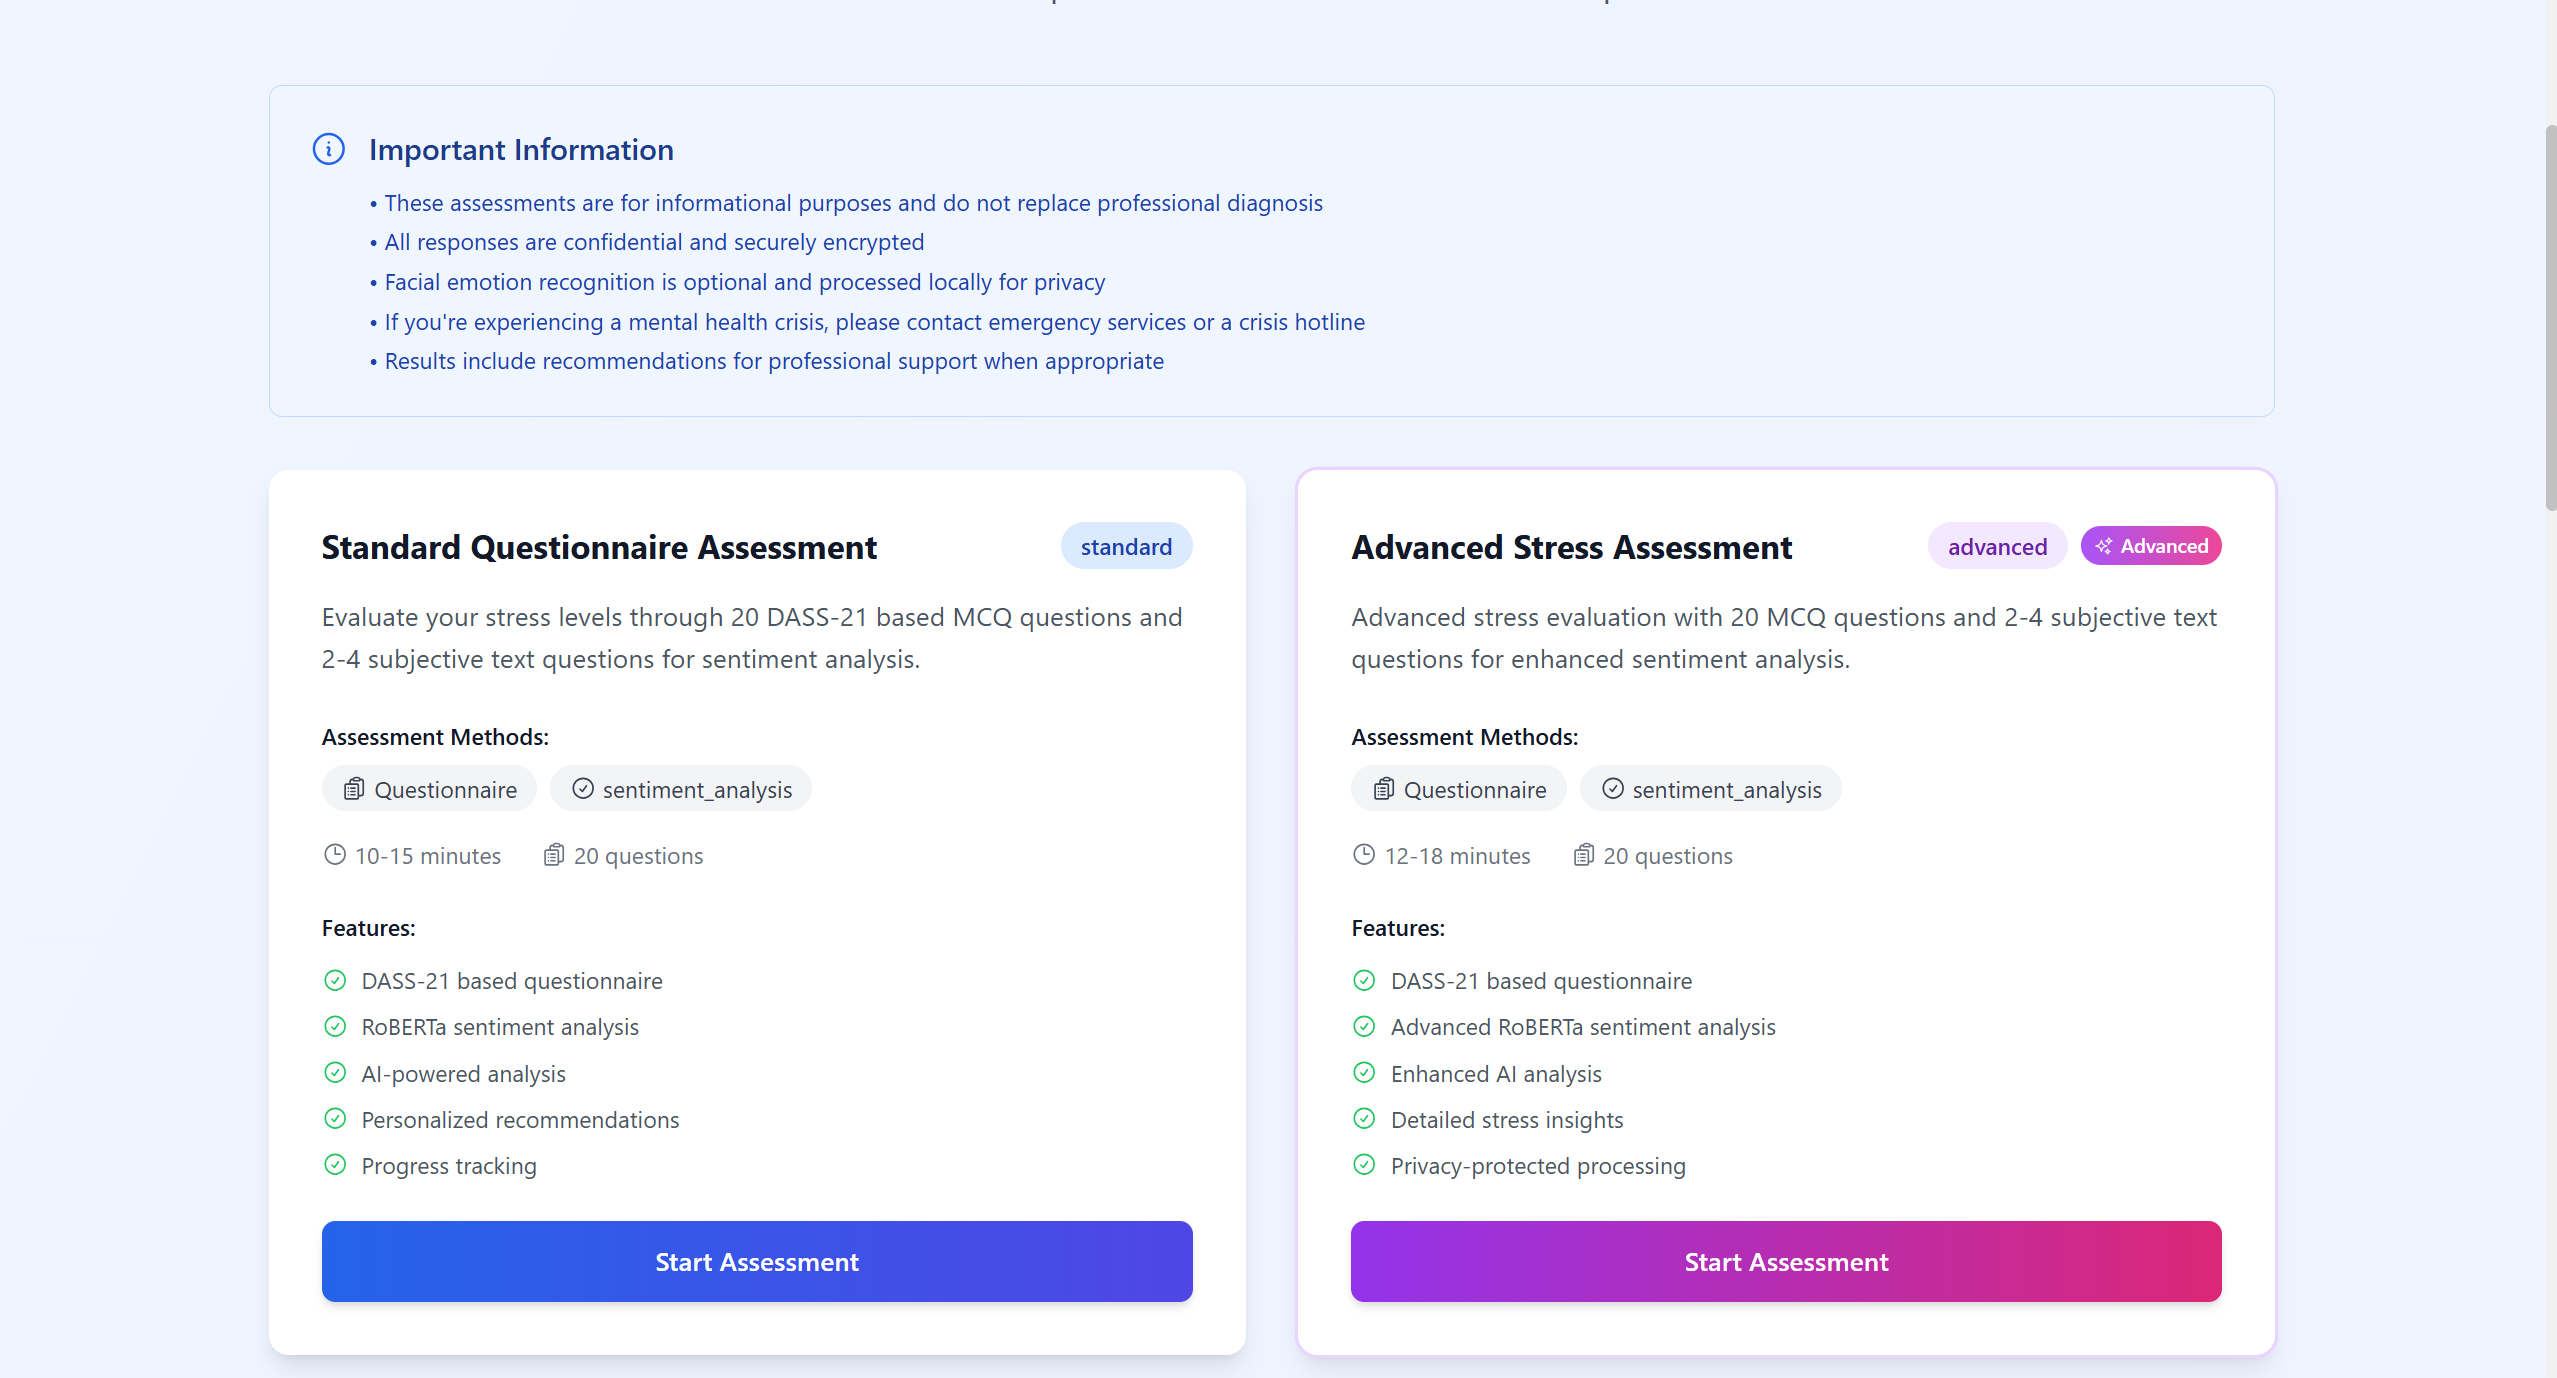 Important Information
• These assessments are for informational purposes and do not replace professional diagnosis
• All responses are confidential and securely encrypted
• Facial emotion recognition is optional and processed locally for privacy
• If you're experiencing a mental health crisis, please contact emergency services or a crisis hotline
• Results include recommendations for professional support when appropriate
Standard Questionnaire Assessment
standard
Evaluate your stress levels through 20 DASS-21 based MCQ questions and
2-4 subjective text questions for sentiment analysis.
Assessment Methods:
Questionnaire
sentiment_analysis
10-15 minutes
20 questions
Features:
DASS-21 based questionnaire
RoBERTa sentiment analysis
AI-powered analysis
Personalized recommendations
Progress tracking
Start Assessment
Advanced Stress Assessment
advanced
Advanced
Advanced stress evaluation with 20 MCQ questions and 2-4 subjective text
questions for enhanced sentiment analysis.
Assessment Methods:
Questionnaire
sentiment_analysis
12-18 minutes
20 questions
Features:
DASS-21 based questionnaire
Advanced RoBERTa sentiment analysis
Enhanced AI analysis
Detailed stress insights
Privacy-protected processing
Start Assessment